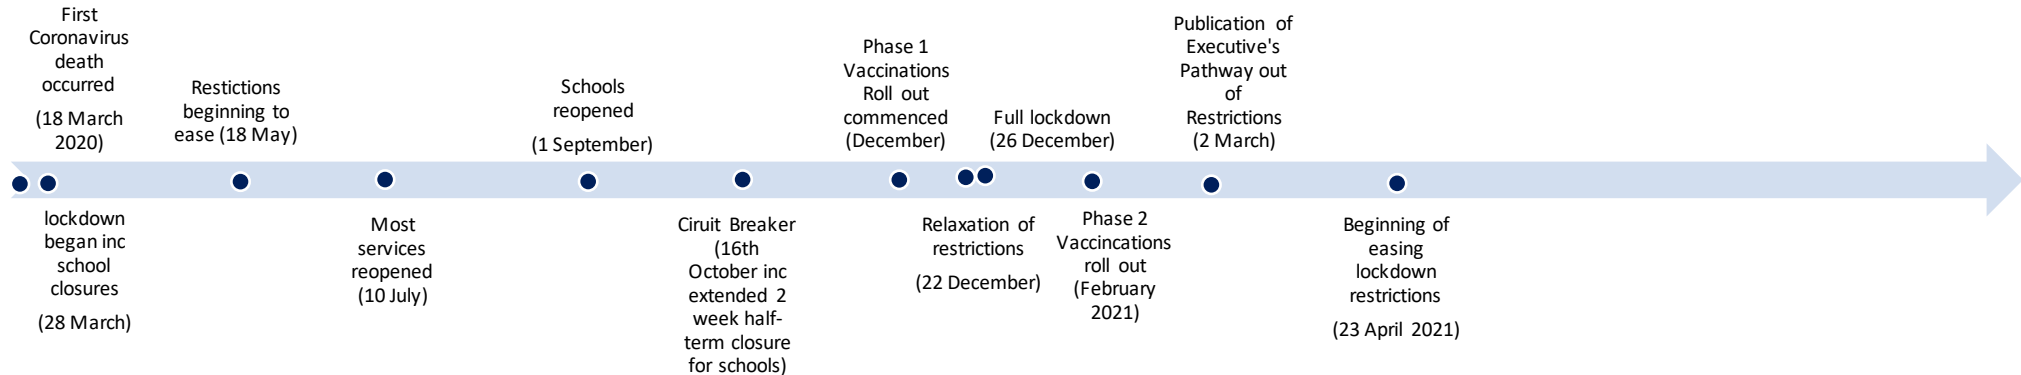 First
Coronavirus
death
occurred
(18 March
2020)
lockdown
began inc
school
closures
(28 March)
Restictions
beginning to
ease (18 May)
Most
services
reopened
(10 July)
Schools
reopened
(1 September)
Ciruit Breaker
(16th
October inc
extended 2
week half-
term closure
for schools)
Phase 1
Vaccinations
Roll out
commenced
(December)
Relaxation of
restrictions
(22 December)
Full lockdown
(26 December)
Phase 2
Vaccincations
roll out
(February
2021)
Publication of
Executive's
Pathway out
of
Restrictions
(2 March)
Beginning of
easing
lockdown
restrictions
(23 April 2021)